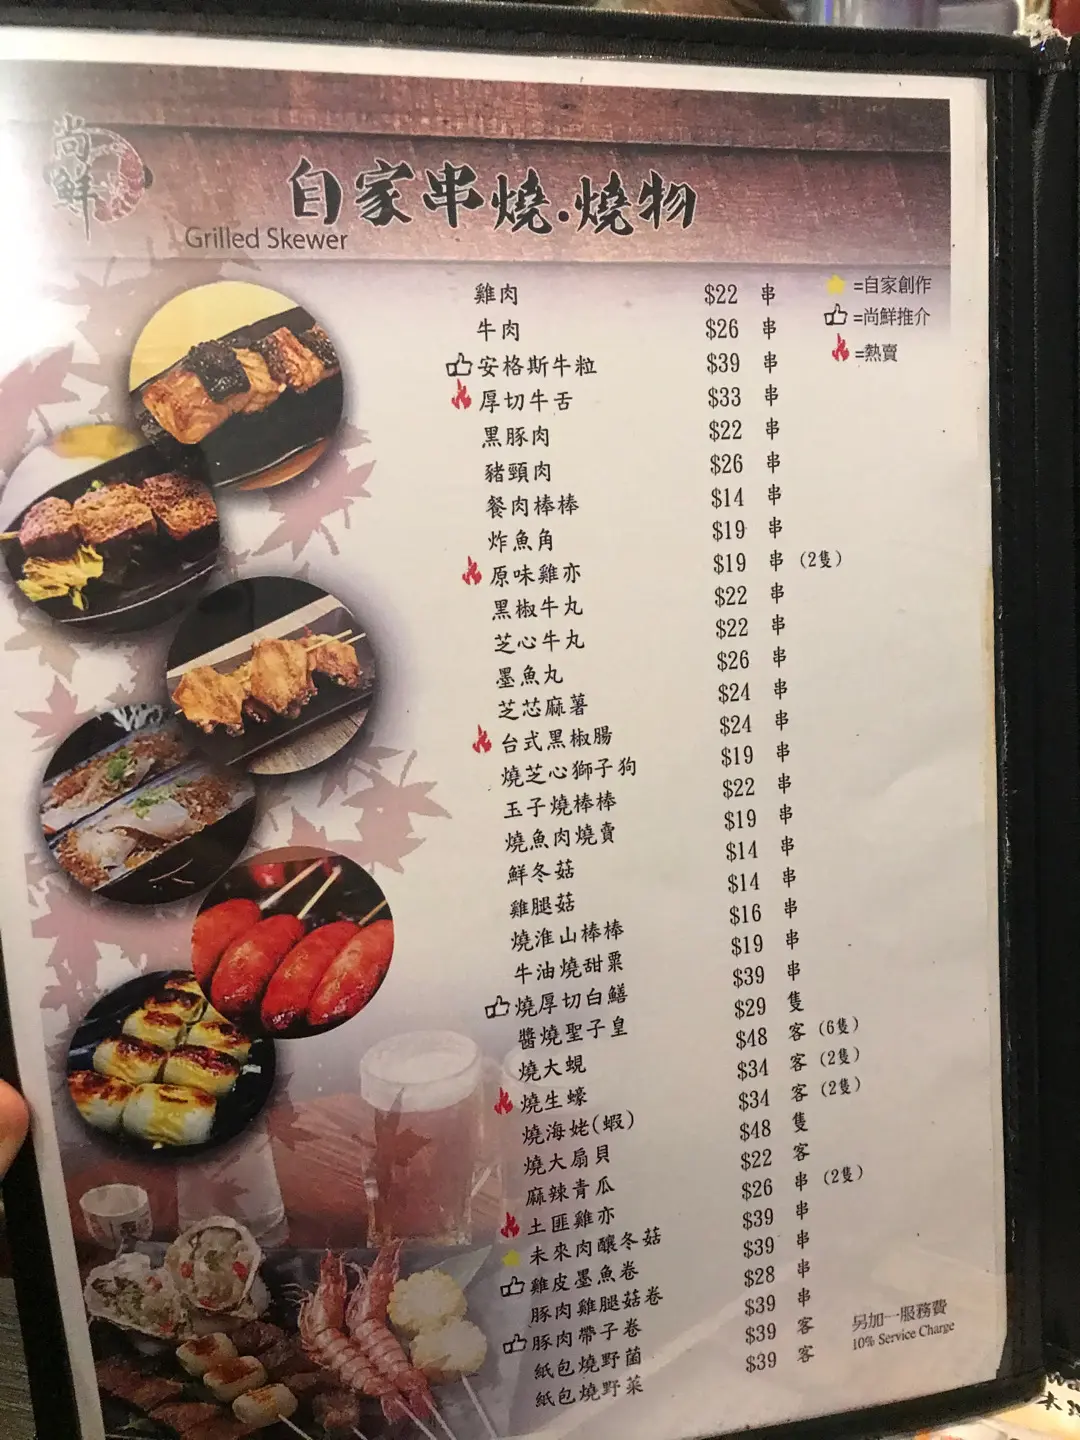 尚鮮
自家串燒·燒物
Grilled Skewer
=自家創作
=尚鮮推介
=熱賣
雞肉 $22 串
牛肉 $26 串
安格斯牛粒 $39 串
厚切牛舌 $33 串
黑豚肉 $22 串
豬頸肉 $26 串
餐肉棒棒 $14 串
炸魚角 $19 串
原味雞亦 $19 串 (2隻)
黑椒牛丸 $22 串
芝心牛丸 $22 串
墨魚丸 $26 串
芝芯麻薯 $24 串
台式黑椒腸 $24 串
燒芝心獅子狗 $19 串
玉子燒棒棒 $22 串
燒魚肉燒賣 $19 串
鮮冬菇 $14 串
雞腿菇 $14 串
燒淮山棒棒 $16 串
牛油燒甜粟 $19 串
燒厚切白鱔 $39 串
醬燒聖子皇 $29 隻
燒大蜆 $48 客 (6隻)
燒生蠔 $34 客 (2隻)
燒海姥(蝦) $34 客 (2隻)
燒大扇貝 $48 隻
麻辣青瓜 $22 客
土匪雞亦 $26 串 (2隻)
未來肉釀冬菇 $39 串
雞皮墨魚卷 $39 串
豚肉雞腿菇卷 $28 串
豚肉帶子卷 $39 串
紙包燒野菌 $39 客
紙包燒野菜 $39 客
另加一服務費
10% Service Charge